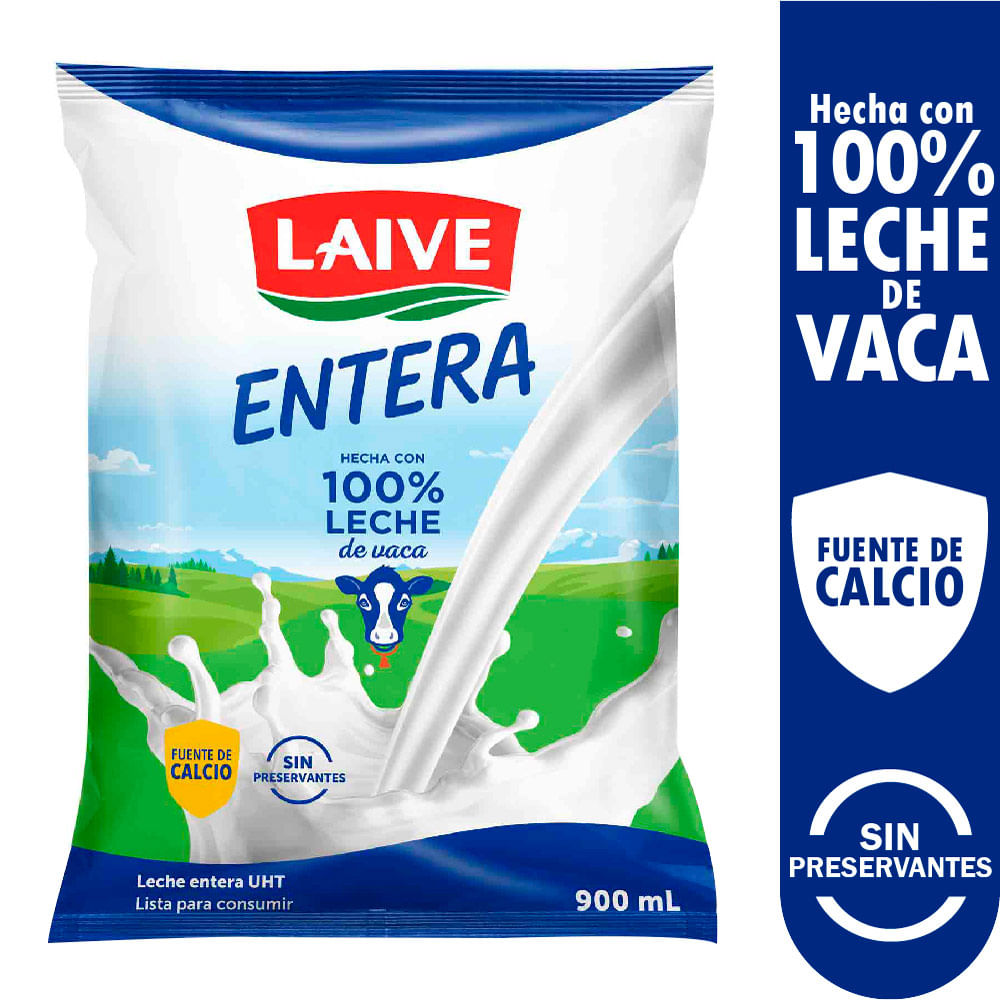 LAIVE
ENTERA
HECHA CON
100%
LECHE
de vaca
FUENTE DE
CALCIO
SIN
PRESERVANTES
Leche entera UHT
Lista para consumir
900 mL
Hecha con
100%
LECHE
DE
VACA
FUENTE DE
CALCIO
SIN
PRESERVANTES